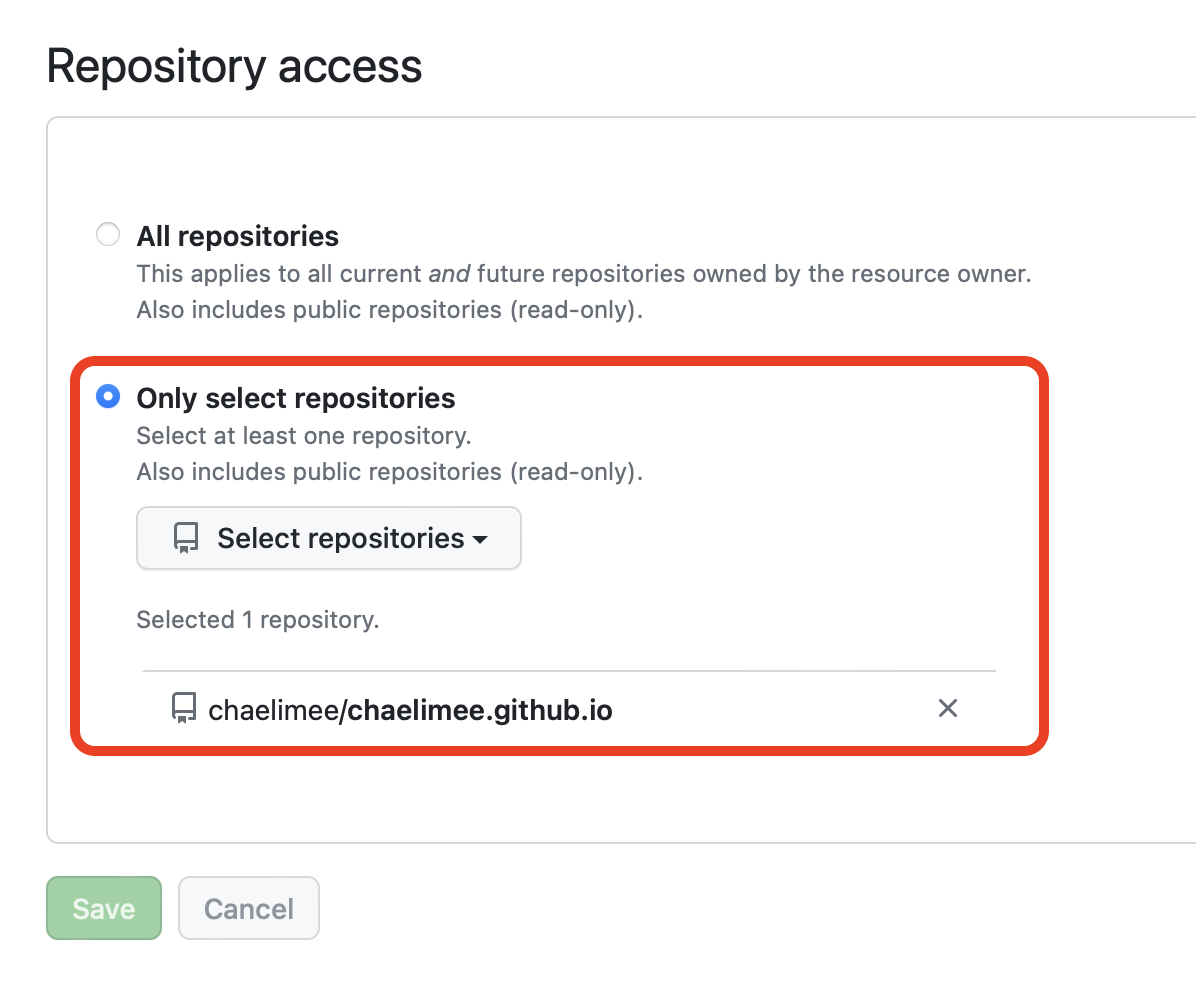 Repository access
All repositories
This applies to all current and future repositories owned by the resource owner.
Also includes public repositories (read-only).
Only select repositories
Select at least one repository.
Also includes public repositories (read-only).
Select repositories
Selected 1 repository.
chaelimee/chaelimee.github.io
Save
Cancel